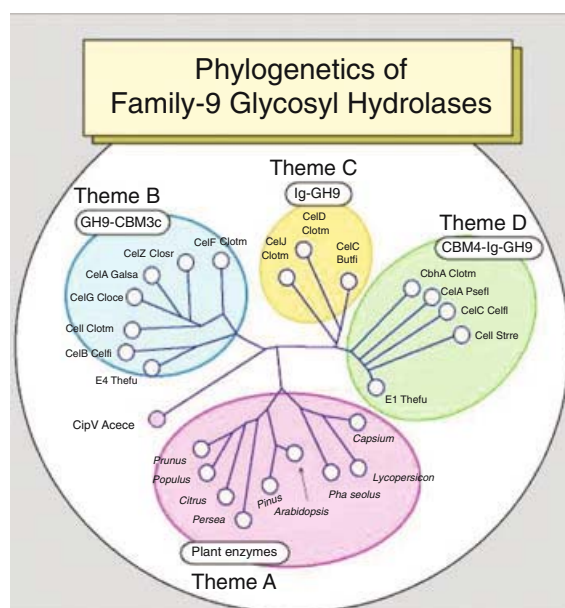 Phylogenetics of
Family-9 Glycosyl Hydrolases
Theme C
Ig-GH9
Theme B
GH9-CBM3c
Theme D
CBM4-Ig-GH9
CelD
Clotm
CelJ
Clotm
CelC
Butfi
CelF Clotm
CelZ Closr
CelA Galsa
CelG Cloce
Cell Clotm
CelB Celfi
E4 Thefu
CbhA Clotm
CelA Psefl
CelC Celfl
Cell Strre
E1 Thefu
CipV Acece
Capsium
Prunus
Populus
Citrus
Persea
Pinus
Arabidopsis
Pha seolus
Lycopersicon
Plant enzymes
Theme A